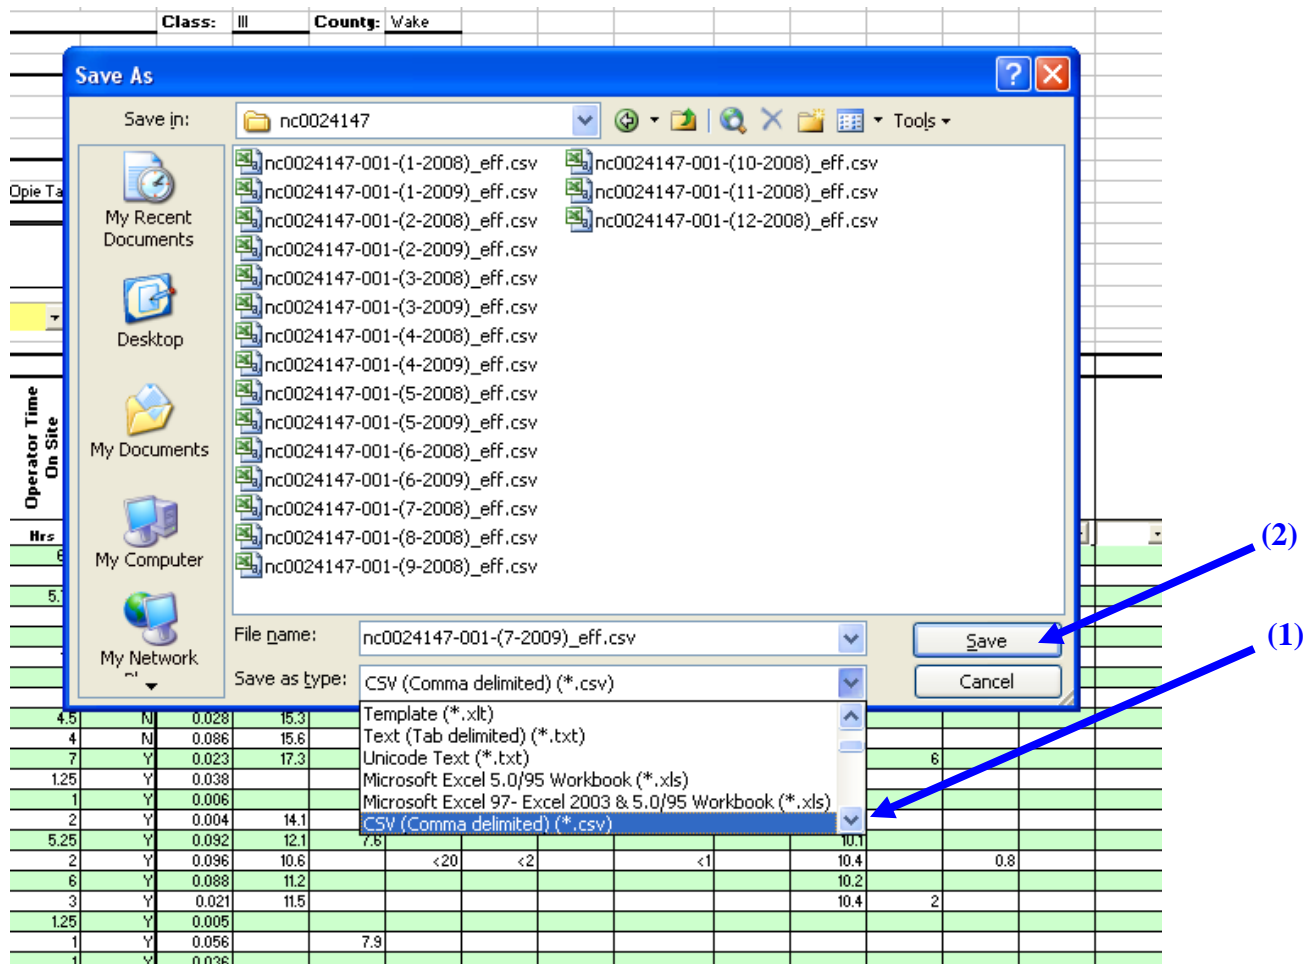 Class: III County: Wake
Save As
Save in: nc0024147 Tools
nc0024147-001-(1-2008)_eff.csv nc0024147-001-(10-2008)_eff.csv
nc0024147-001-(1-2009)_eff.csv nc0024147-001-(11-2008)_eff.csv
nc0024147-001-(2-2008)_eff.csv nc0024147-001-(12-2008)_eff.csv
nc0024147-001-(2-2009)_eff.csv
nc0024147-001-(3-2008)_eff.csv
nc0024147-001-(3-2009)_eff.csv
nc0024147-001-(4-2008)_eff.csv
nc0024147-001-(4-2009)_eff.csv
nc0024147-001-(5-2008)_eff.csv
nc0024147-001-(5-2009)_eff.csv
nc0024147-001-(6-2008)_eff.csv
nc0024147-001-(6-2009)_eff.csv
nc0024147-001-(7-2008)_eff.csv
nc0024147-001-(8-2008)_eff.csv
nc0024147-001-(9-2008)_eff.csv
Opie Ta
My Recent
Documents
Desktop
My Documents
My Computer
My Network
Operator Time
On Site
Hrs
6
5.
File name: nc0024147-001-(7-2009)_eff.csv Save
Save as type: CSV (Comma delimited) (*.csv) Cancel
Template (*.xlt)
Text (Tab delimited) (*.txt)
Unicode Text (*.txt)
Microsoft Excel 5.0/95 Workbook (*.xls)
Microsoft Excel 97- Excel 2003 & 5.0/95 Workbook (*.xls)
CSV (Comma delimited) (*.csv)
(2)
(1)
4.5 N 0.028 15.3
4 N 0.086 15.6
7 Y 0.023 17.3 6
1.25 Y 0.038
1 Y 0.006
2 Y 0.004 14.1
5.25 Y 0.092 12.1 7.6 10.1
2 Y 0.096 10.6 <20 <2 <1 10.4 0.8
6 Y 0.088 11.2 10.2
3 Y 0.021 11.5 10.4 2
1.25 Y 0.005
1 Y 0.056 7.9
1 Y 0.036